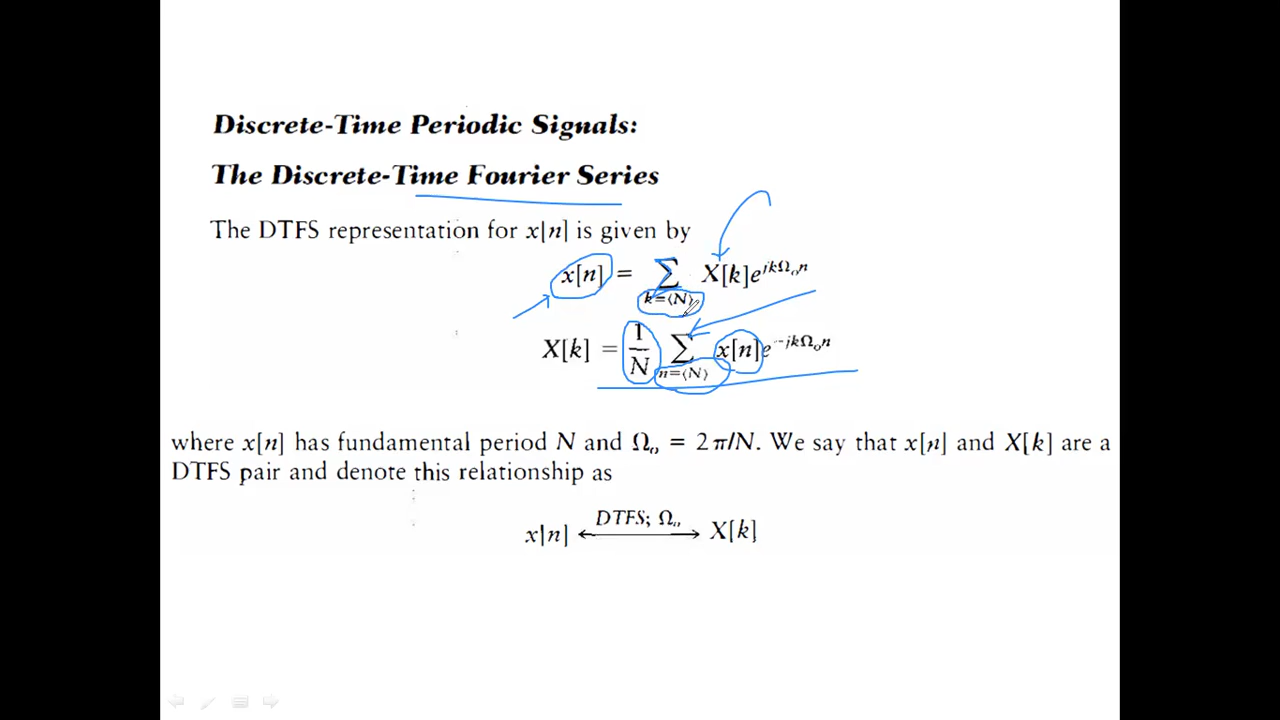 Discrete-Time Periodic Signals:
The Discrete-Time Fourier Series
The DTFS representation for x[n] is given by
x[n] = ∑ X[k]e^{jkΩ₀n}
k=⟨N⟩
X[k] = 1/N ∑ x[n]e^{-jkΩ₀n}
n=⟨N⟩
where x[n] has fundamental period N and Ω₀ = 2π/N. We say that x[n] and X[k] are a
DTFS pair and denote this relationship as
DTFS; Ω₀
x[n] ⟷ X[k]